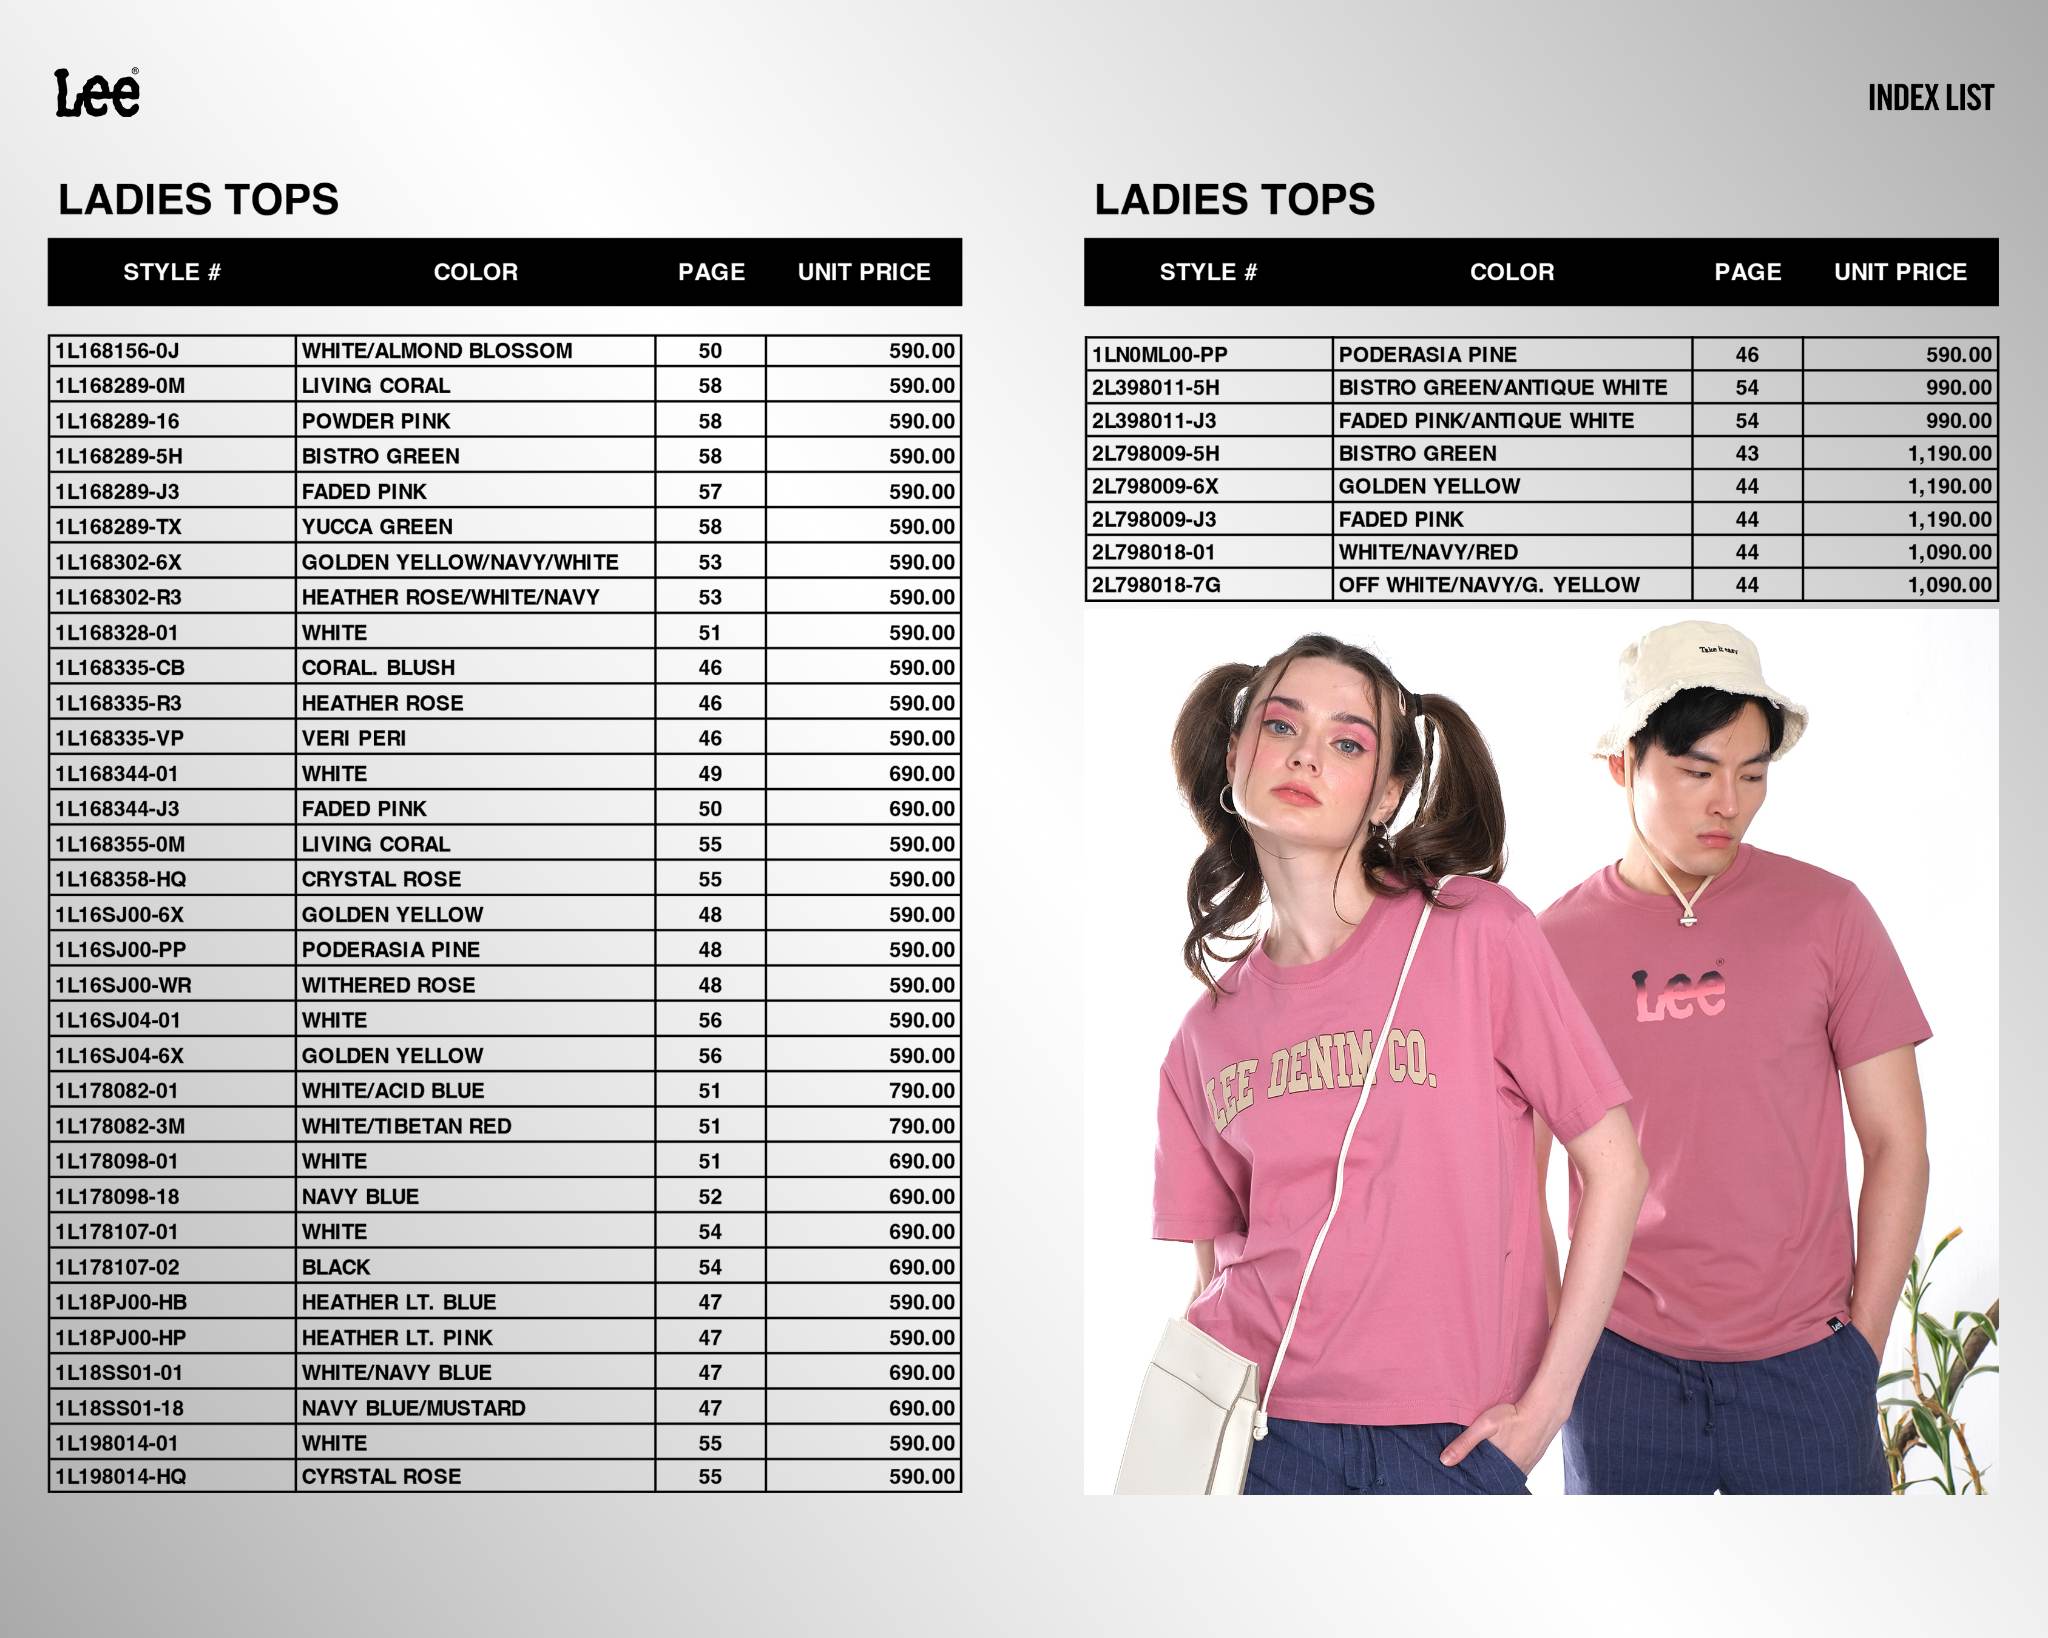 Lee®
INDEX LIST
LADIES TOPS
STYLE # COLOR PAGE UNIT PRICE
1L168156-0J WHITE/ALMOND BLOSSOM 50 590.00
1L168289-0M LIVING CORAL 58 590.00
1L168289-16 POWDER PINK 58 590.00
1L168289-5H BISTRO GREEN 58 590.00
1L168289-J3 FADED PINK 57 590.00
1L168289-TX YUCCA GREEN 58 590.00
1L168302-6X GOLDEN YELLOW/NAVY/WHITE 53 590.00
1L168302-R3 HEATHER ROSE/WHITE/NAVY 53 590.00
1L168328-01 WHITE 51 590.00
1L168335-CB CORAL. BLUSH 46 590.00
1L168335-R3 HEATHER ROSE 46 590.00
1L168335-VP VERI PERI 46 590.00
1L168344-01 WHITE 49 690.00
1L168344-J3 FADED PINK 50 690.00
1L168355-0M LIVING CORAL 55 590.00
1L168358-HQ CRYSTAL ROSE 55 590.00
1L16SJ00-6X GOLDEN YELLOW 48 590.00
1L16SJ00-PP PODERASIA PINE 48 590.00
1L16SJ00-WR WITHERED ROSE 48 590.00
1L16SJ04-01 WHITE 56 590.00
1L16SJ04-6X GOLDEN YELLOW 56 590.00
1L178082-01 WHITE/ACID BLUE 51 790.00
1L178082-3M WHITE/TIBETAN RED 51 790.00
1L178098-01 WHITE 51 690.00
1L178098-18 NAVY BLUE 52 690.00
1L178107-01 WHITE 54 690.00
1L178107-02 BLACK 54 690.00
1L18PJ00-HB HEATHER LT. BLUE 47 590.00
1L18PJ00-HP HEATHER LT. PINK 47 590.00
1L18SS01-01 WHITE/NAVY BLUE 47 690.00
1L18SS01-18 NAVY BLUE/MUSTARD 47 690.00
1L198014-01 WHITE 55 590.00
1L198014-HQ CYRSTAL ROSE 55 590.00
LADIES TOPS
STYLE # COLOR PAGE UNIT PRICE
1LN0ML00-PP PODERASIA PINE 46 590.00
2L398011-5H BISTRO GREEN/ANTIQUE WHITE 54 990.00
2L398011-J3 FADED PINK/ANTIQUE WHITE 54 990.00
2L798009-5H BISTRO GREEN 43 1,190.00
2L798009-6X GOLDEN YELLOW 44 1,190.00
2L798009-J3 FADED PINK 44 1,190.00
2L798018-01 WHITE/NAVY/RED 44 1,090.00
2L798018-7G OFF WHITE/NAVY/G. YELLOW 44 1,090.00
Take it easy
Lee®
LEE DENIM CO.
Lee